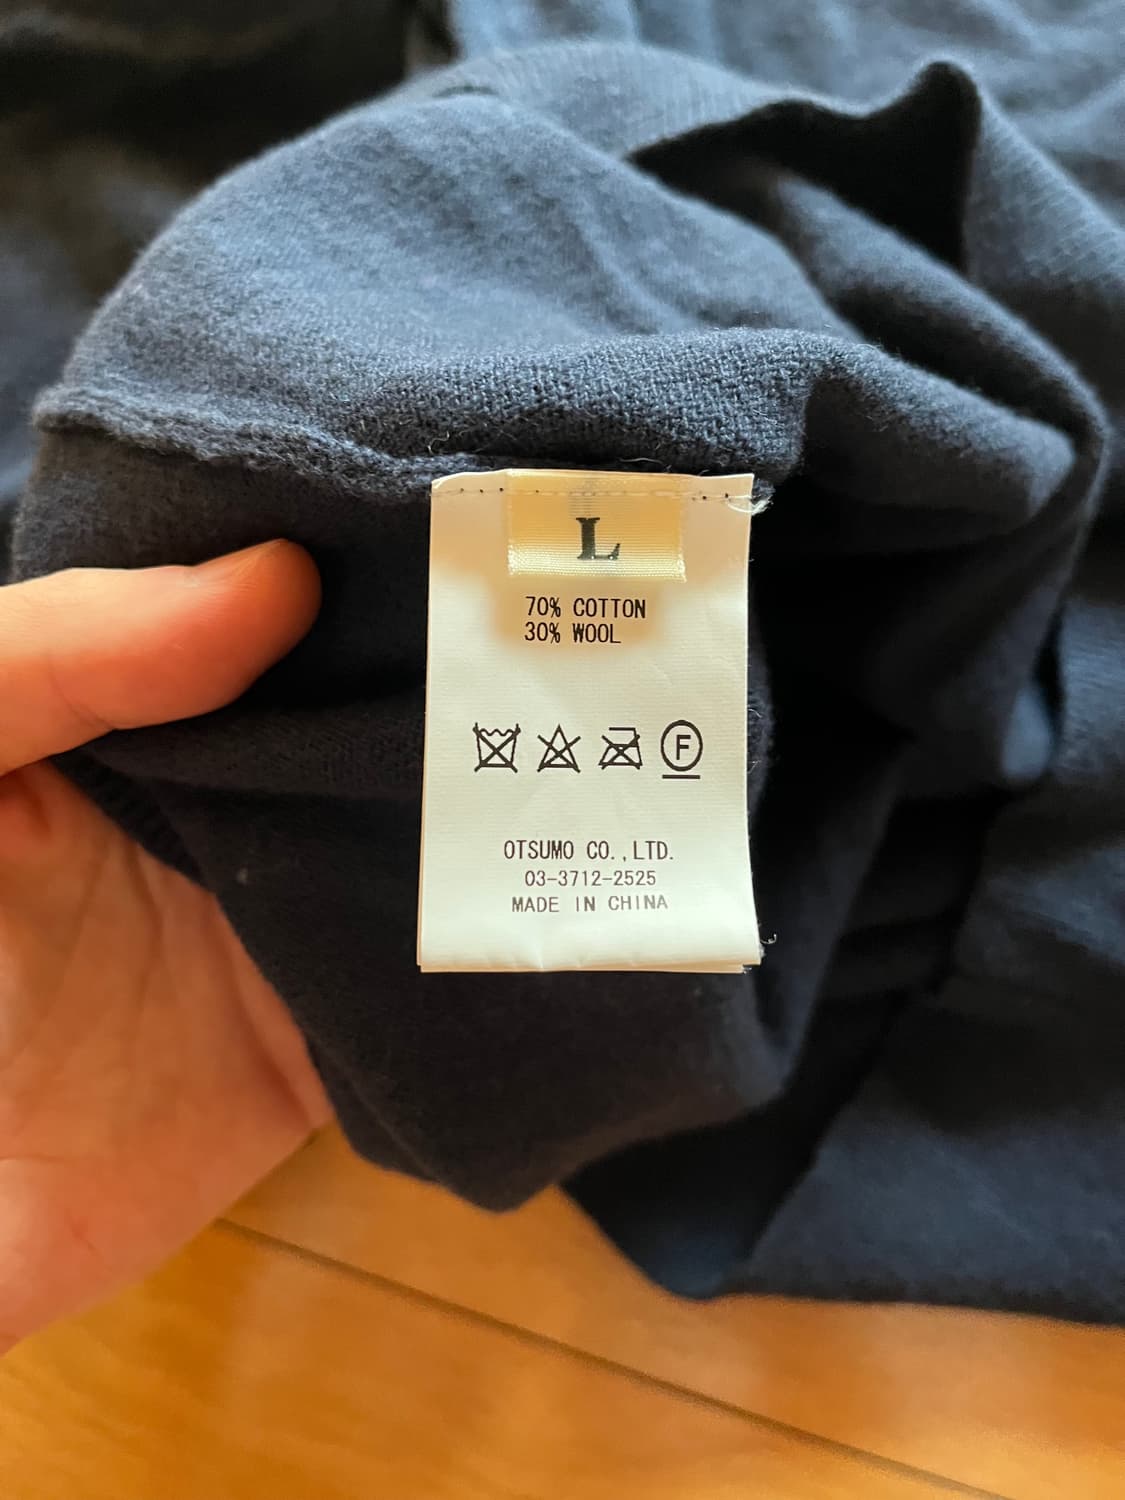 L
70% COTTON
30% WOOL
F
OTSUMO CO.,LTD.
03-3712-2525
MADE IN CHINA